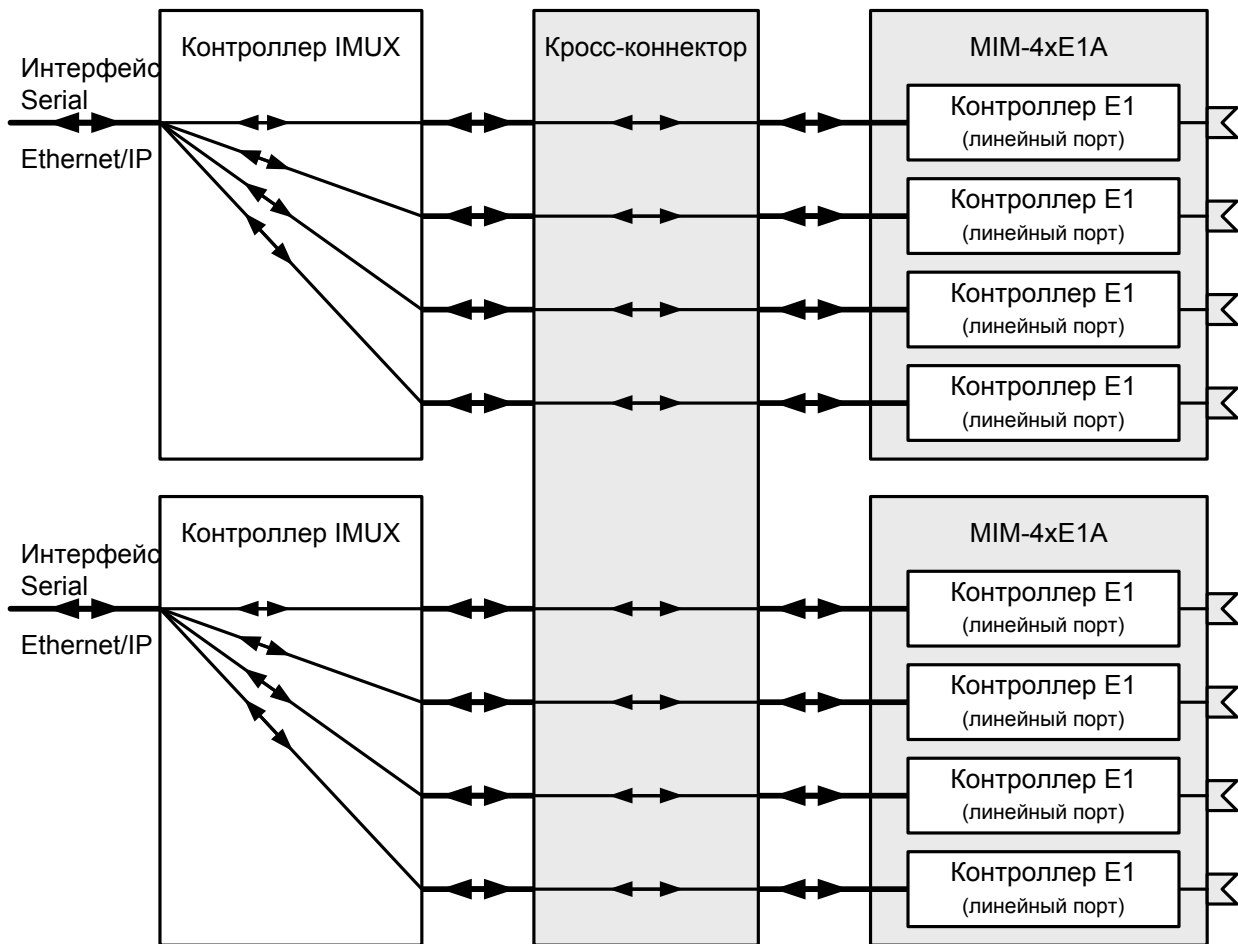 Контроллер IMUX
Кросс-коннектор
MIM-4xE1A
Интерфейс
Serial
Ethernet/IP
Контроллер E1
(линейный порт)
Контроллер E1
(линейный порт)
Контроллер E1
(линейный порт)
Контроллер E1
(линейный порт)
Контроллер IMUX
MIM-4xE1A
Интерфейс
Serial
Ethernet/IP
Контроллер E1
(линейный порт)
Контроллер E1
(линейный порт)
Контроллер E1
(линейный порт)
Контроллер E1
(линейный порт)